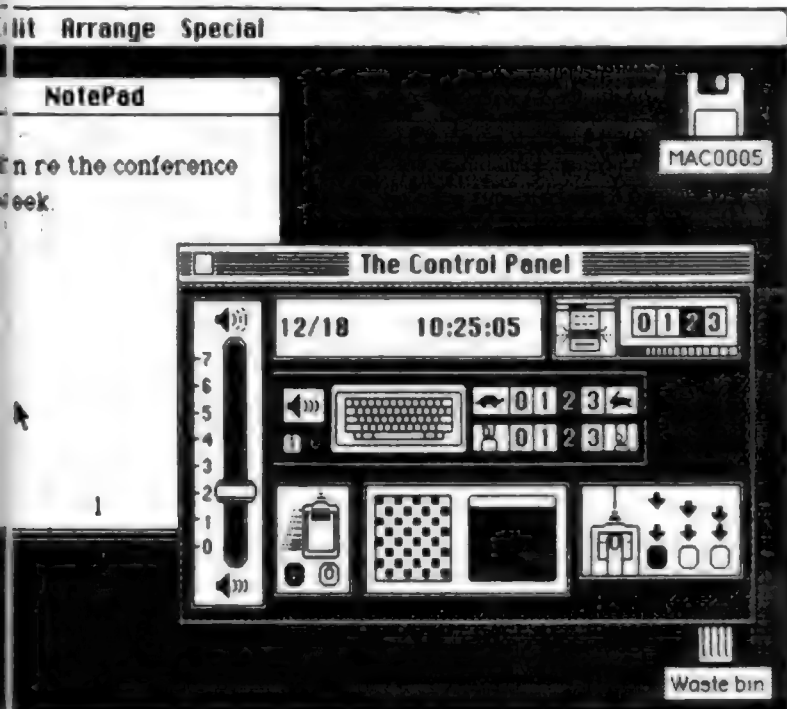 Arrange Special
NotePad
MAC0005
n re the conference
week.
The Control Panel
12/18 10:25:05
0 1 2 3
7
6
5
4
3
2
1
0
0 1 2 3
0 1 2 3
1
Waste bin